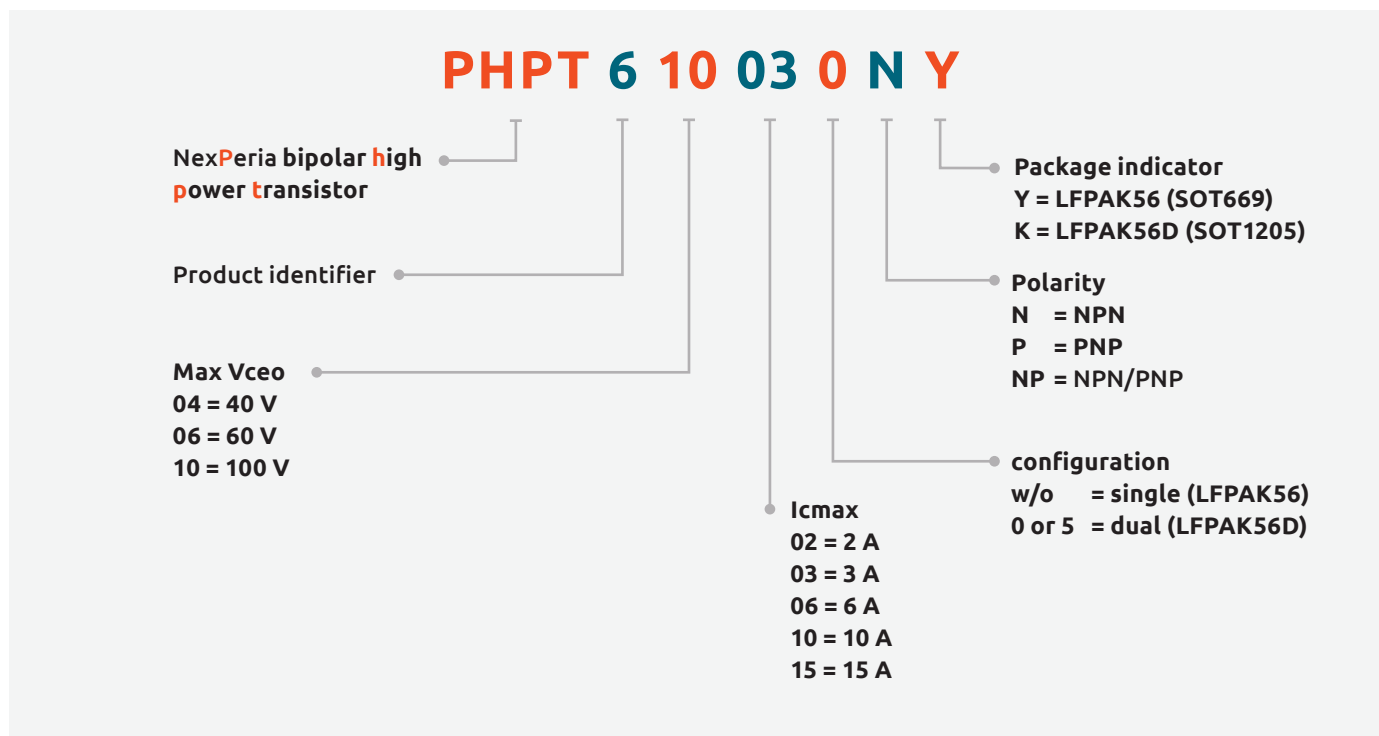 PHPT 6 10 03 0 N Y
NexPeria bipolar high
power transistor
Product identifier
Max Vceo
04 = 40 V
06 = 60 V
10 = 100 V
Icmax
02 = 2 A
03 = 3 A
06 = 6 A
10 = 10 A
15 = 15 A
Package indicator
Y = LFPAK56 (SOT669)
K = LFPAK56D (SOT1205)
Polarity
N = NPN
P = PNP
NP = NPN/PNP
configuration
w/o = single (LFPAK56)
0 or 5 = dual (LFPAK56D)